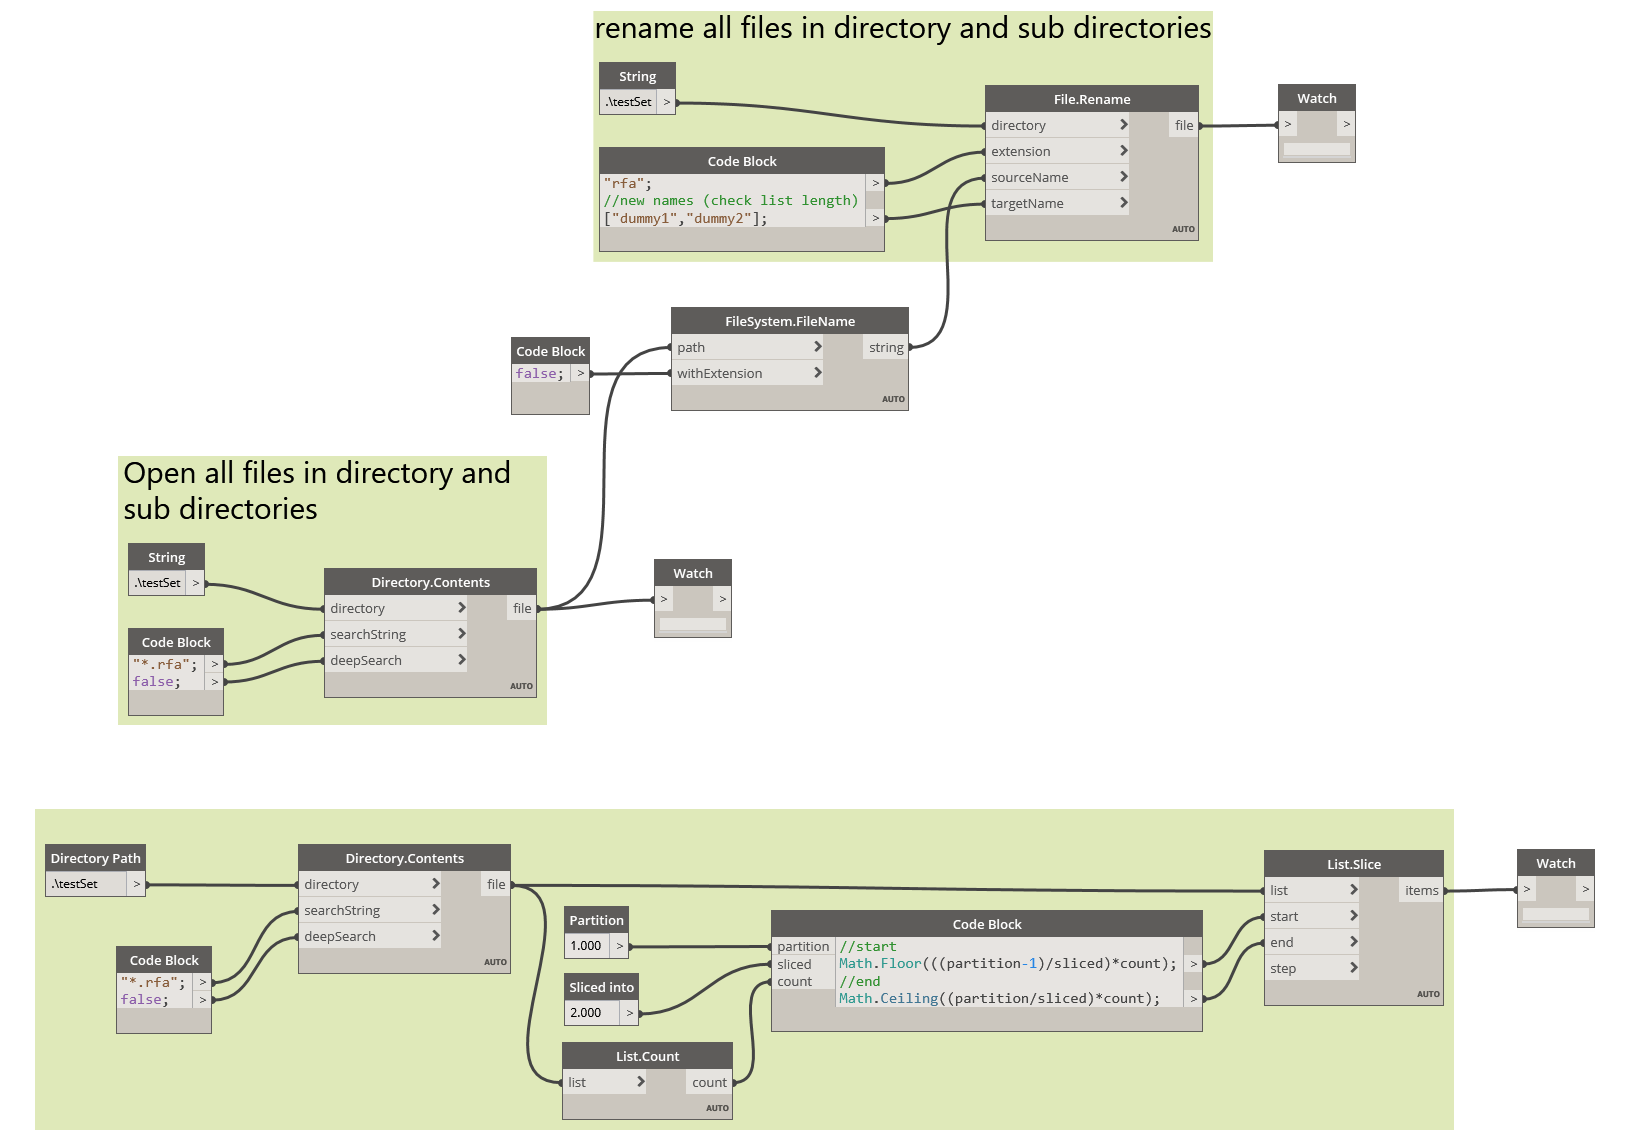 rename all files in directory and sub directories
String
.\testSet >
Code Block
"rfa"; >
//new names (check list length)
["dummy1","dummy2"]; >
File.Rename
directory
file
extension
sourceName
targetName
AUTO
Watch
> >
FileSystem.FileName
path
string
withExtension
AUTO
Code Block
false; >
Open all files in directory and
sub directories
String
.\testSet >
Code Block
"*.rfa"; >
false; >
Directory.Contents
directory
file
searchString
deepSearch
AUTO
Watch
> >
Directory Path
.\testSet >
Code Block
"*.rfa"; >
false; >
Directory.Contents
directory
file
searchString
deepSearch
AUTO
Partition
1.000 >
Sliced into
2.000 >
List.Count
list
count
AUTO
Code Block
partition //start
sliced Math.Floor(((partition-1)/sliced)*count); >
count //end
Math.Ceiling((partition/sliced)*count); >
List.Slice
list
items
start
end
step
AUTO
Watch
> >